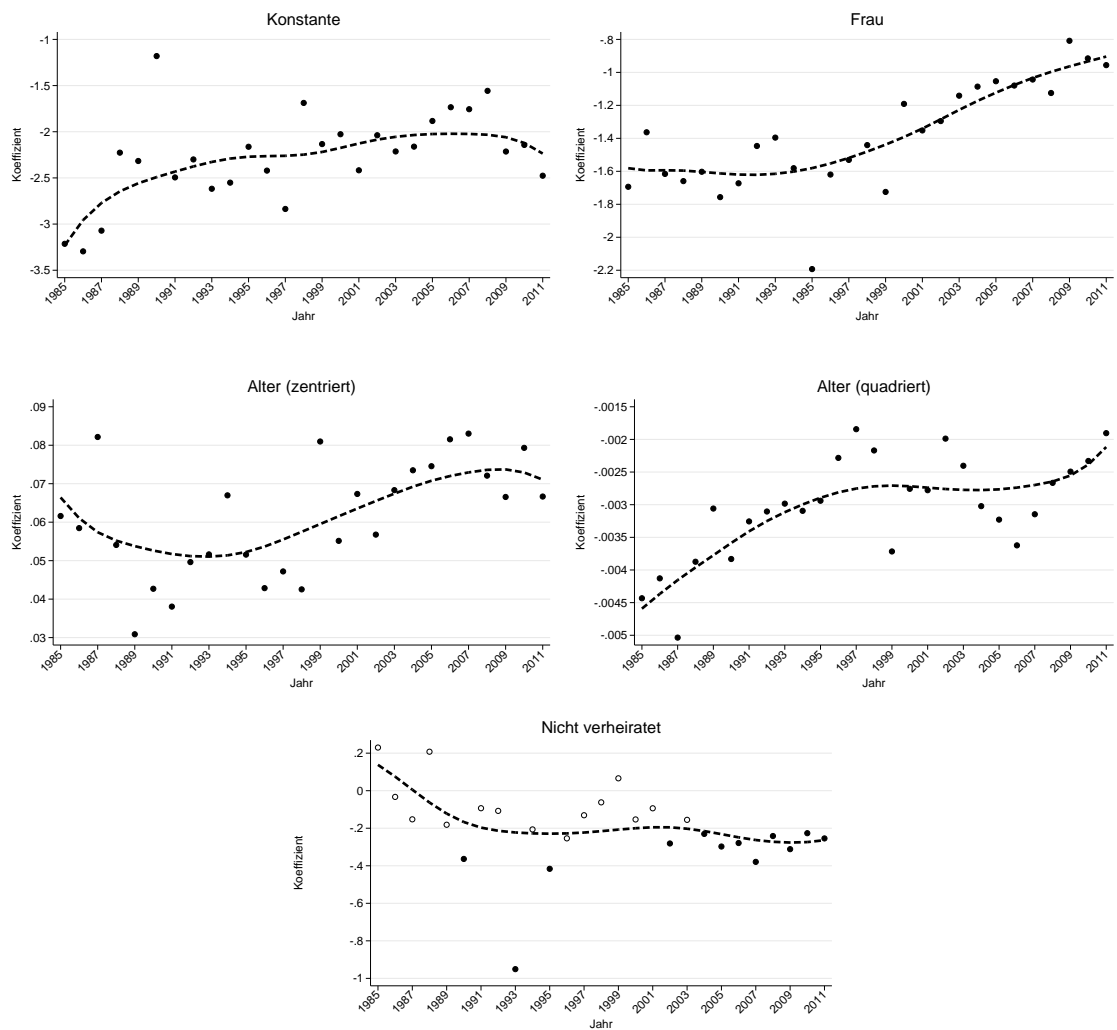 Konstante
Koeffizient
-1
-1.5
-2
-2.5
-3
-3.5
1985 1987 1989 1991 1993 1995 1997 1999 2001 2003 2005 2007 2009 2011
Jahr
Frau
Koeffizient
-.8
-1
-1.2
-1.4
-1.6
-1.8
-2
-2.2
1985 1987 1989 1991 1993 1995 1997 1999 2001 2003 2005 2007 2009 2011
Jahr
Alter (zentriert)
Koeffizient
.09
.08
.07
.06
.05
.04
.03
1985 1987 1989 1991 1993 1995 1997 1999 2001 2003 2005 2007 2009 2011
Jahr
Alter (quadriert)
Koeffizient
-.0015
-.002
-.0025
-.003
-.0035
-.004
-.0045
-.005
1985 1987 1989 1991 1993 1995 1997 1999 2001 2003 2005 2007 2009 2011
Jahr
Nicht verheiratet
Koeffizient
.2
0
-.2
-.4
-.6
-.8
-1
1985 1987 1989 1991 1993 1995 1997 1999 2001 2003 2005 2007 2009 2011
Jahr